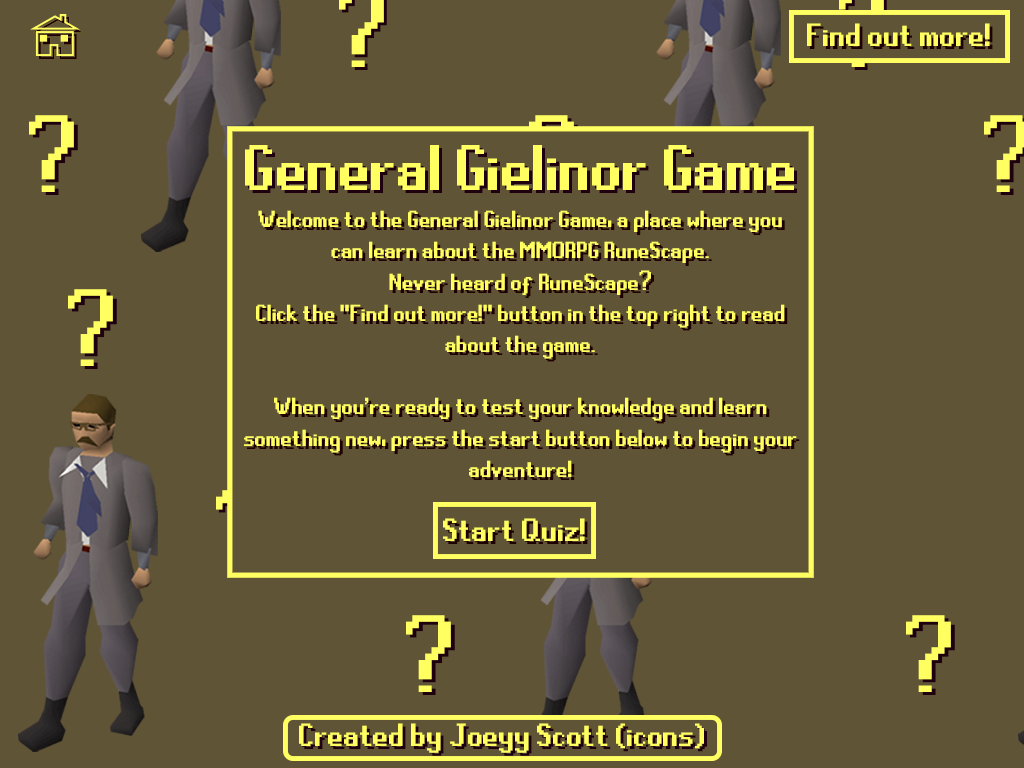 Find out more!
General Gielinor Game
Welcome to the General Gielinor Game, a place where you
can learn about the MMORPG RuneScape.
Never heard of RuneScape?
Click the "Find out more!" button in the top right to read
about the game.
When you're ready to test your knowledge and learn
something new, press the start button below to begin your
adventure!
Start Quiz!
Created by Joeyy Scott (icons)